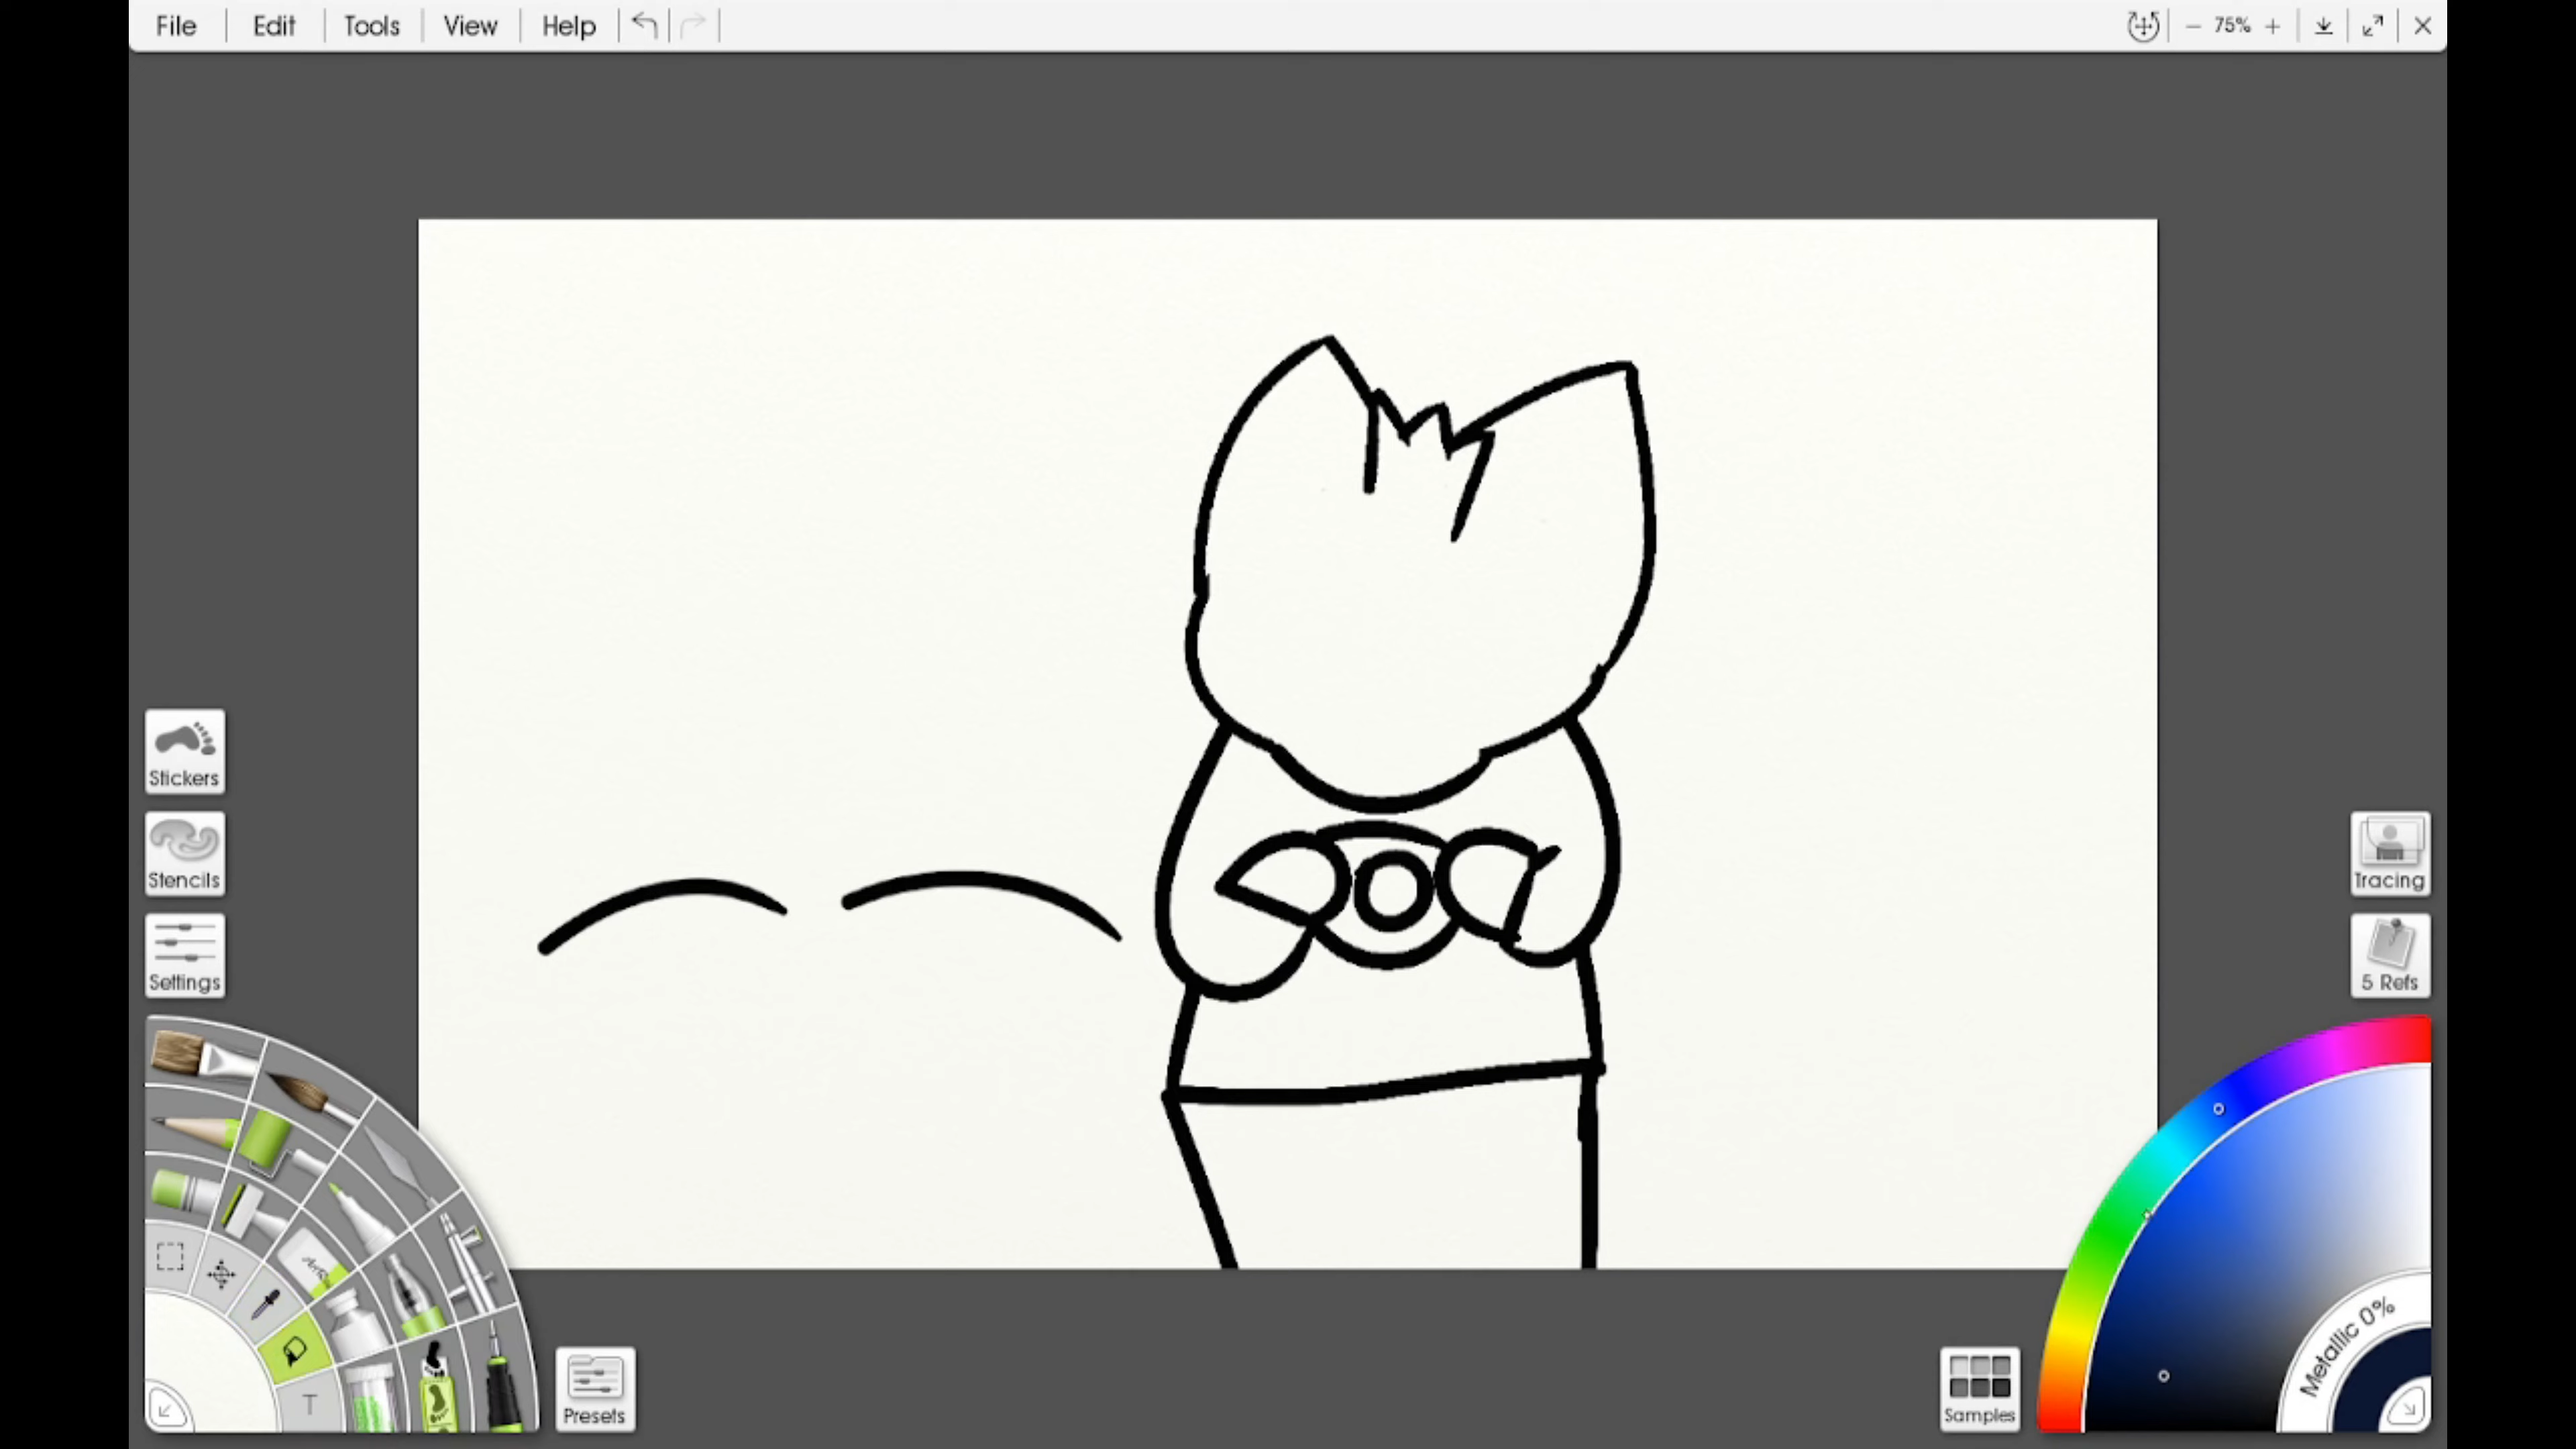 File Edit Tools View Help 75%
Stickers
Stencils
Settings
Tracing
5 Refs
T
Presets
Samples
Metallic 0%